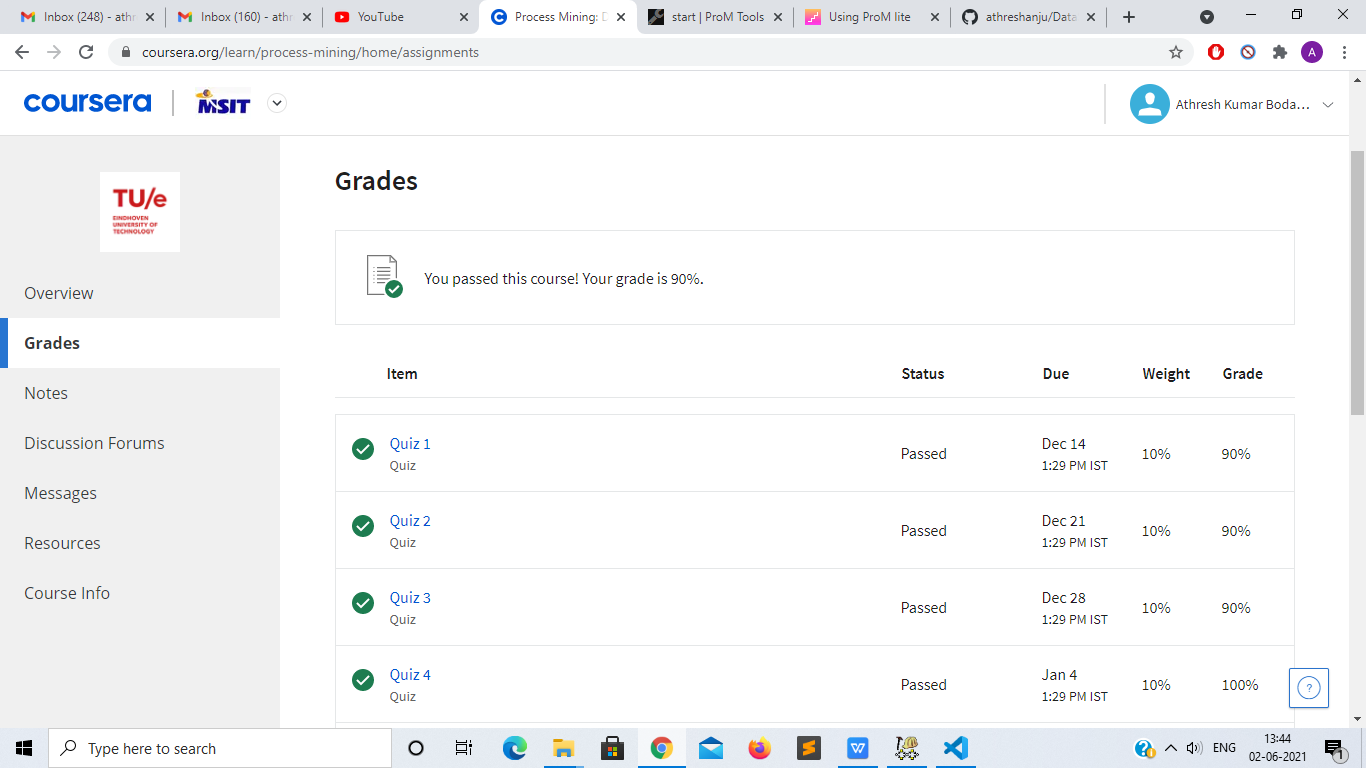 Inbox (248) - athr
Inbox (160) - athr
YouTube
Process Mining: D
start | ProM Tools
Using ProM lite
athreshanju/Data
coursera.org/learn/process-mining/home/assignments
A
coursera
MSIT
Athresh Kumar Boda...
TU/e
EINDHOVEN
UNIVERSITY OF
TECHNOLOGY
Overview
Grades
Notes
Discussion Forums
Messages
Resources
Course Info
Grades
You passed this course! Your grade is 90%.
Item Status Due Weight Grade
Quiz 1
Quiz
Passed
Dec 14
1:29 PM IST
10%
90%
Quiz 2
Quiz
Passed
Dec 21
1:29 PM IST
10%
90%
Quiz 3
Quiz
Passed
Dec 28
1:29 PM IST
10%
90%
Quiz 4
Quiz
Passed
Jan 4
1:29 PM IST
10%
100%
?
Type here to search
ENG
13:44
02-06-2021
1